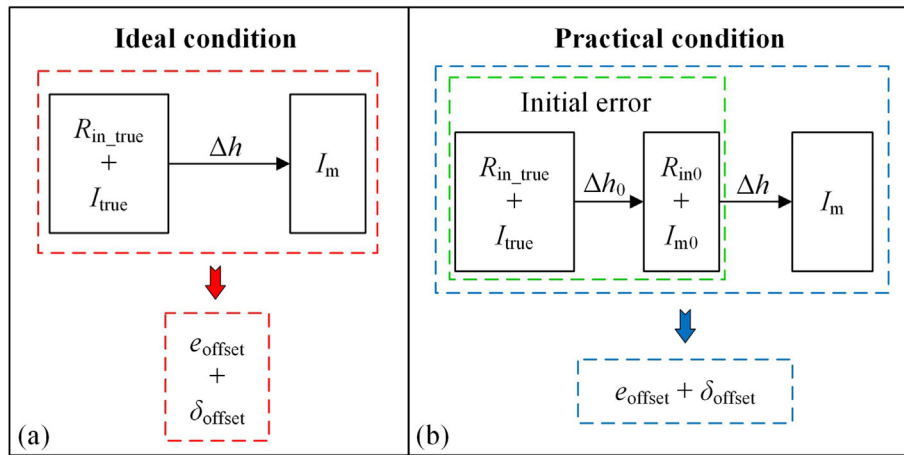 Ideal condition
R_in_true
+
I_true
Δh
I_m
e_offset
+
δ_offset
(a)
Practical condition
Initial error
R_in_true
+
I_true
Δh₀
R_in0
+
I_m0
Δh
I_m
e_offset + δ_offset
(b)